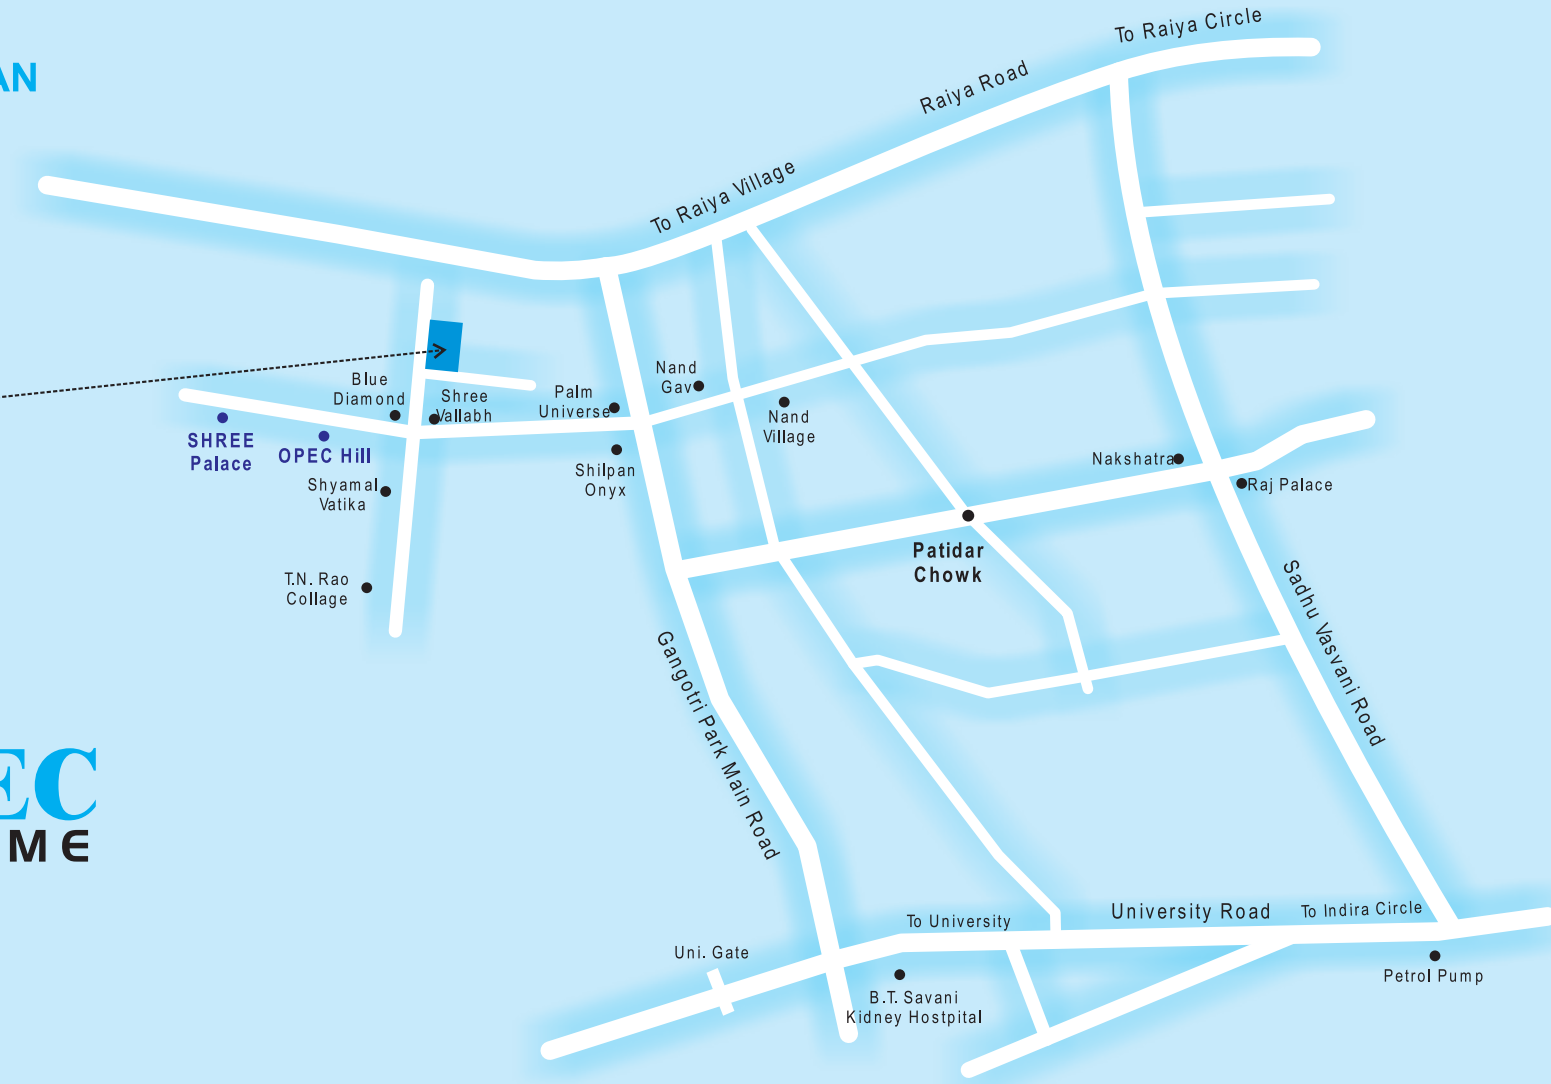 To Raiya Circle
AN
Raiya Road
To Raiya Village
Nand
Gav
Blue
Diamond
Shree
Vallabh
Palm
Universe
Nand
Village
SHREE
Palace
OPEC Hill
Shilpan
Onyx
Nakshatra
Raj Palace
Shyamal
Vatika
Patidar
Chowk
T.N. Rao
Collage
Sadhu Vasvani Road
Gangotri Park Main Road
EC
ME
To University
University Road
To Indira Circle
Uni. Gate
Petrol Pump
B.T. Savani
Kidney Hostpital